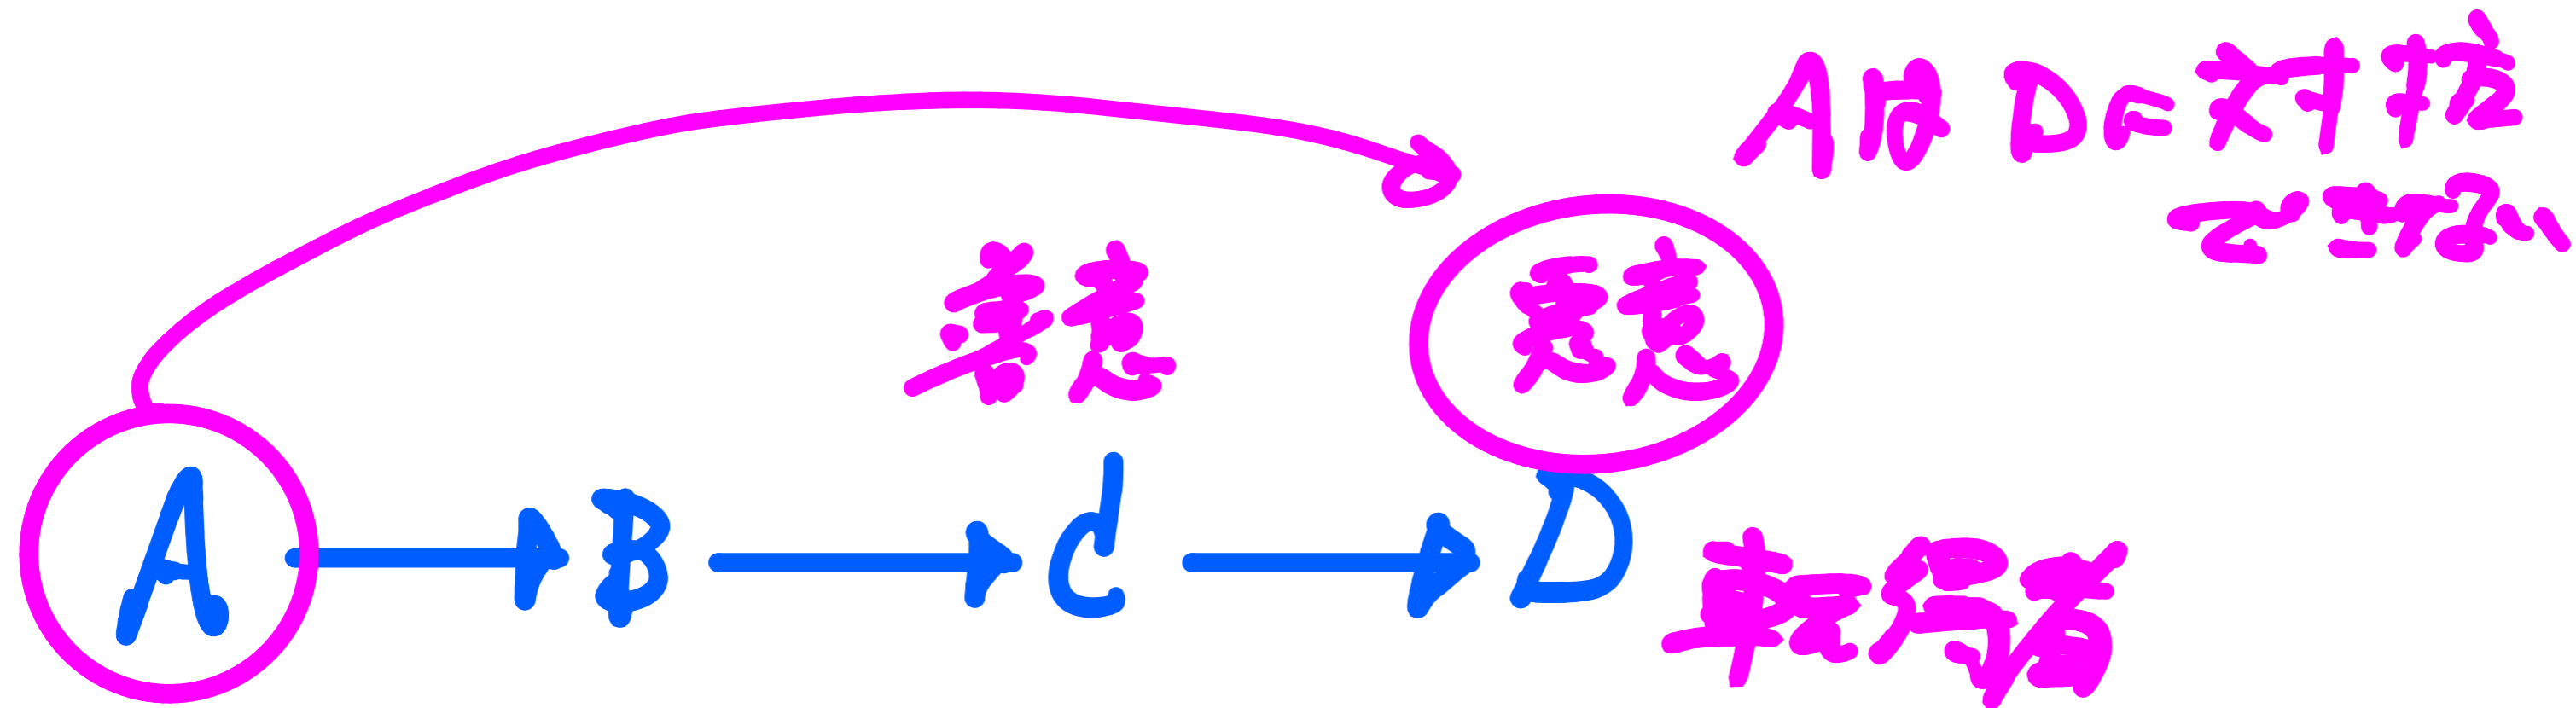 AはDに対抗
できない
善意 悪意
A → B → C → D
転得者